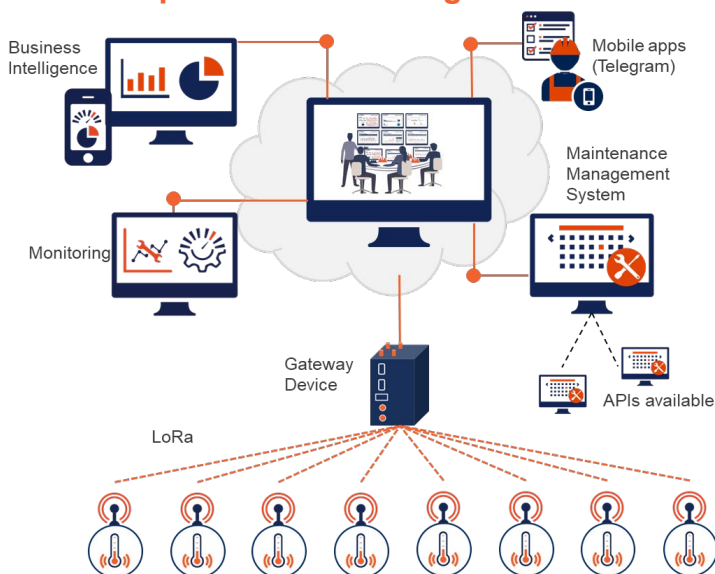 Business
Intelligence
Mobile apps
(Telegram)
Maintenance
Management
System
Monitoring
Gateway
Device
APIs available
LoRa